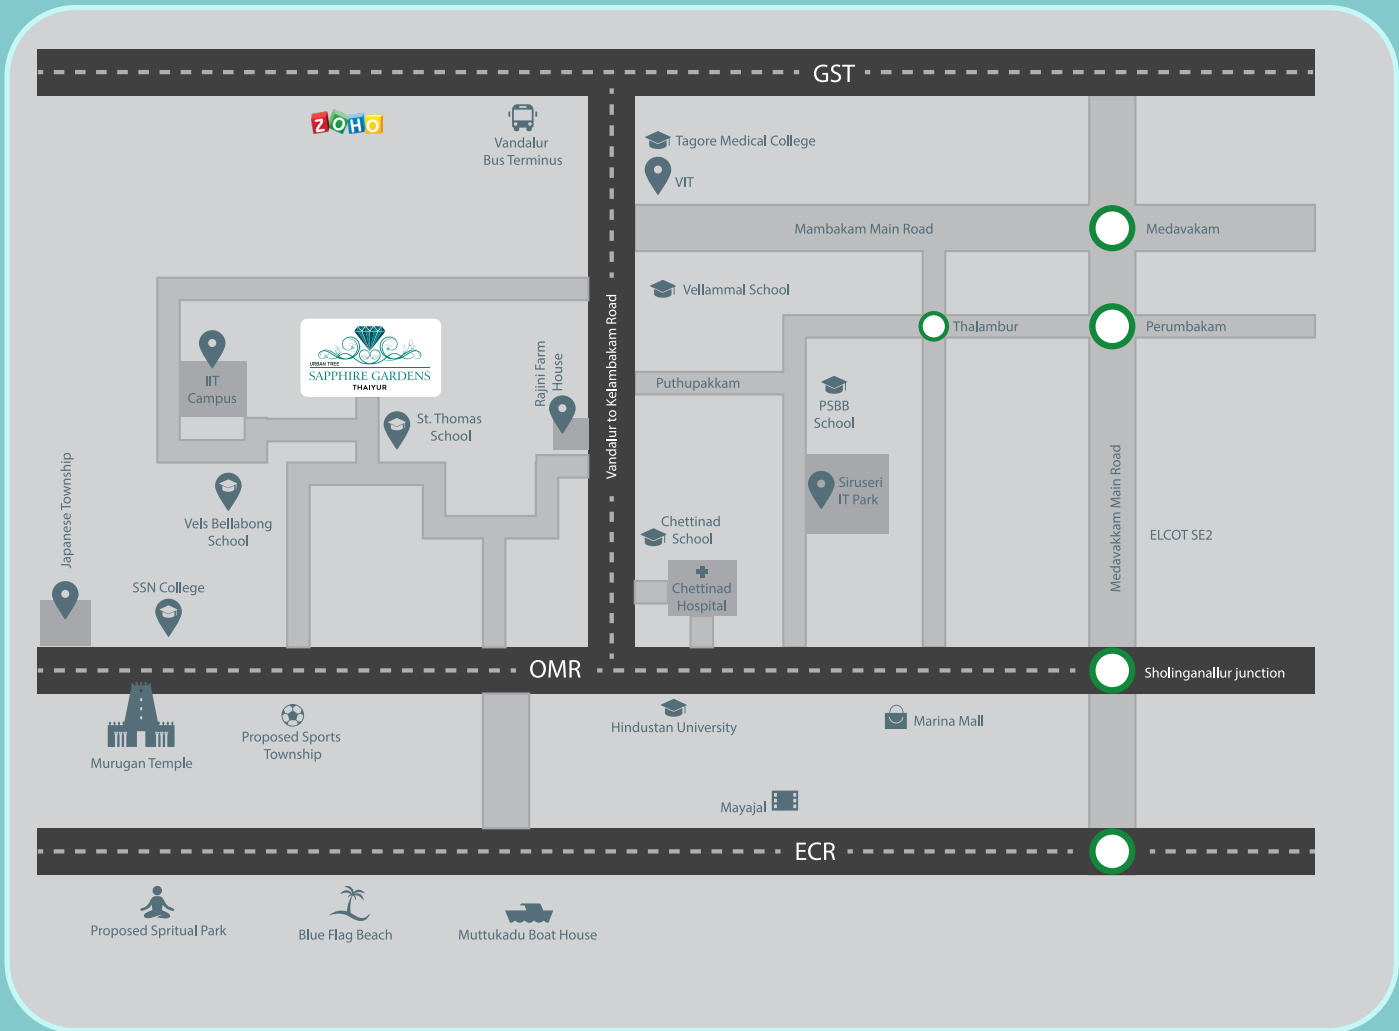 GST
ZOHO
Vandalur
Bus Terminus
Tagore Medical College
VIT
Mambakam Main Road
Medavakam
Vellammal School
Vandalur to Kelambakam Road
Thalambur
Perumbakam
URBAN TREE
SAPPHIRE GARDENS
THAIYUR
Rajini Farm
House
IIT
Campus
Puthupakkam
PSBB
School
St. Thomas
School
Japanese Township
Siruseri
IT Park
Medavakkam Main Road
Vels Bellabong
School
Chettinad
School
ELCOT SE2
SSN College
Chettinad
Hospital
OMR
Sholinganallur junction
Murugan Temple
Proposed Sports
Township
Hindustan University
Marina Mall
Mayajal
ECR
Proposed Spritual Park
Blue Flag Beach
Muttukadu Boat House